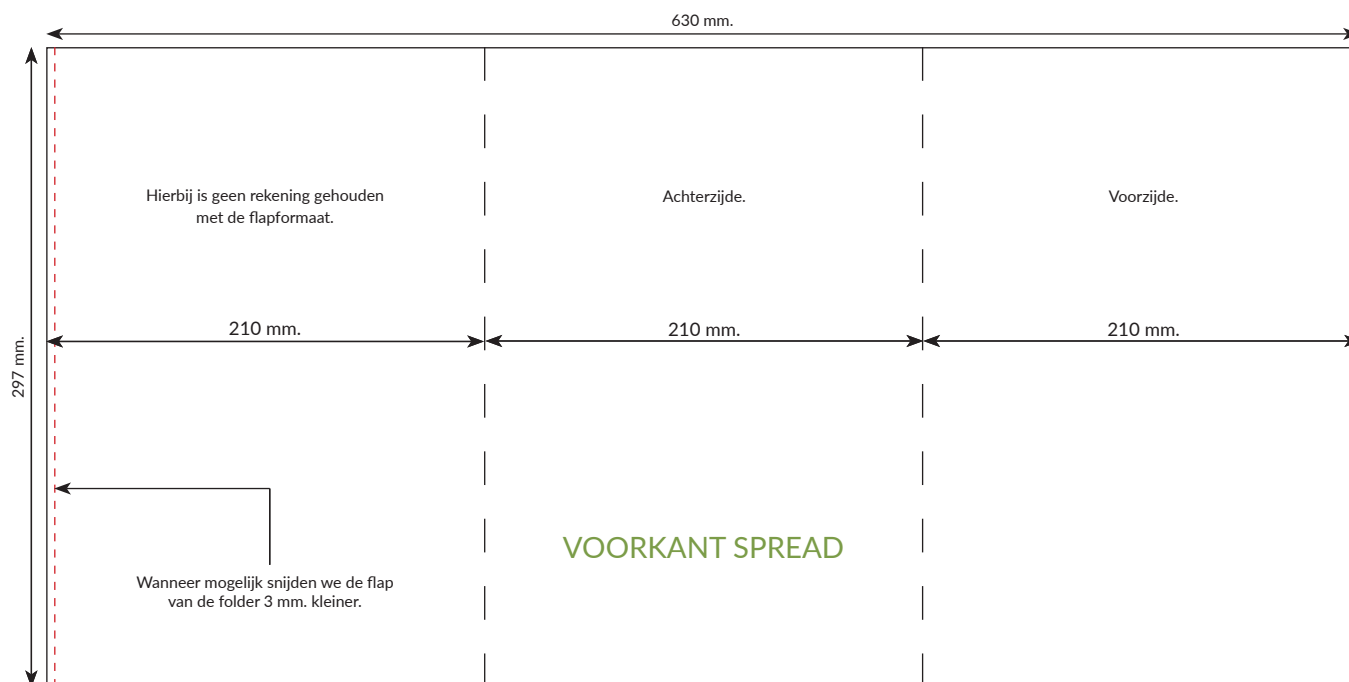 630 mm.
Hierbij is geen rekening gehouden
met de flapformaat.
Achterzijde.
Voorzijde.
210 mm.
210 mm.
210 mm.
297 mm.
VOORKANT SPREAD
Wanneer mogelijk snijden we de flap
van de folder 3 mm. kleiner.